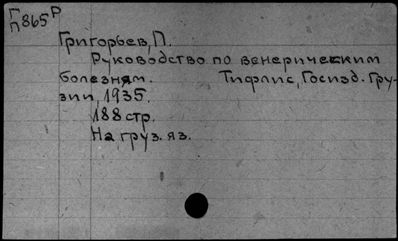 Г
П865Р
Григорьев, П.
Руководство по венерическим
болезням. Тифлис, Госизд. Гру-
зии, 1935.
188 стр.
На груз. яз.